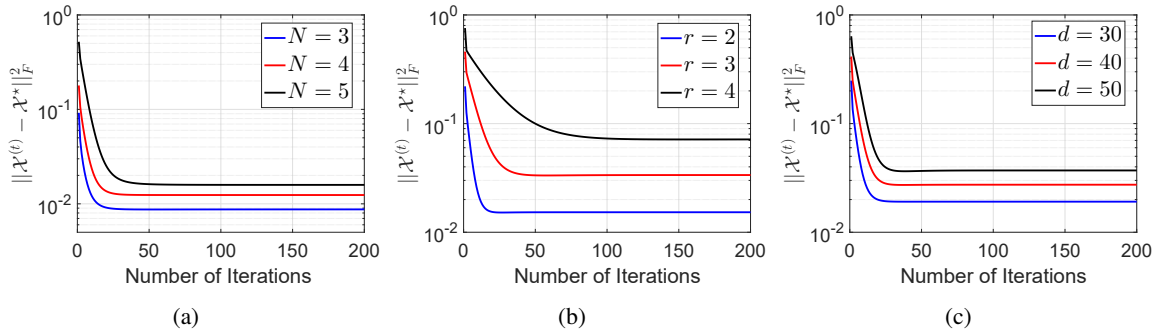 10^0
10^-1
10^-2
||𝒳^(t) − 𝒳^⋆||_F^2
N = 3
N = 4
N = 5
0 50 100 150 200
Number of Iterations
(a)
10^0
10^-1
10^-2
||𝒳^(t) − 𝒳^⋆||_F^2
r = 2
r = 3
r = 4
0 50 100 150 200
Number of Iterations
(b)
10^0
10^-1
10^-2
||𝒳^(t) − 𝒳^⋆||_F^2
d = 30
d = 40
d = 50
0 50 100 150 200
Number of Iterations
(c)